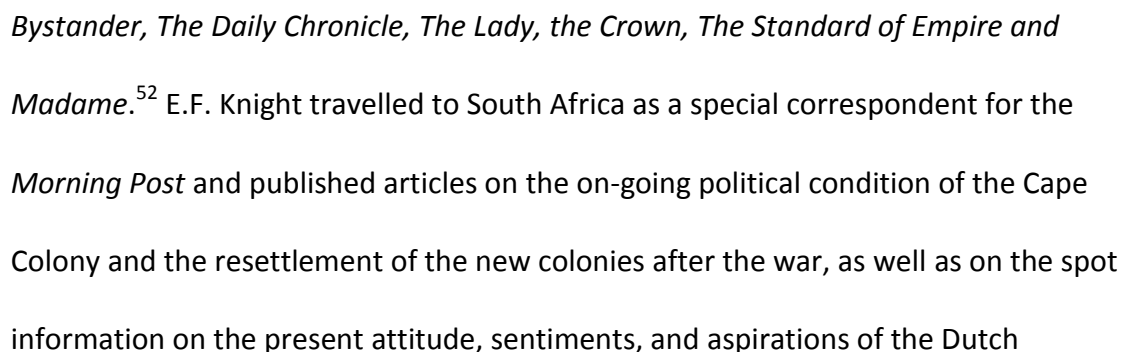 Bystander, The Daily Chronicle, The Lady, the Crown, The Standard of Empire and
Madame.52 E.F. Knight travelled to South Africa as a special correspondent for the
Morning Post and published articles on the on-going political condition of the Cape
Colony and the resettlement of the new colonies after the war, as well as on the spot
information on the present attitude, sentiments, and aspirations of the Dutch